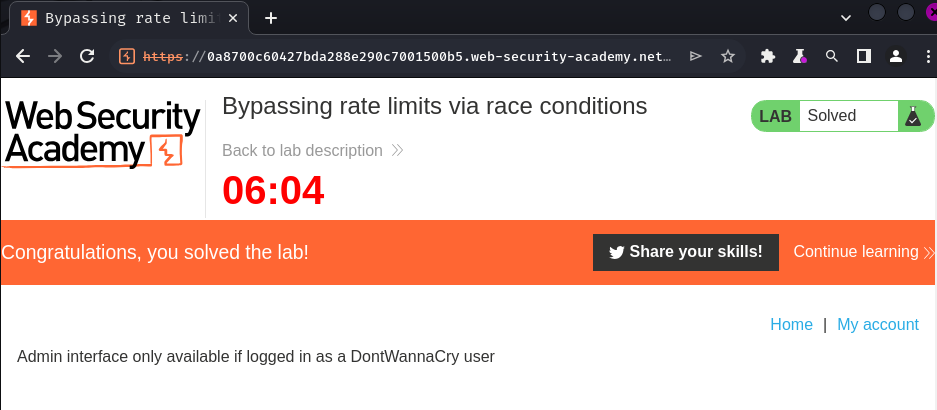 Bypassing rate limi
https://0a8700c60427bda288e290c7001500b5.web-security-academy.net...
Web Security
Academy
Bypassing rate limits via race conditions
LAB Solved
Back to lab description
06:04
Congratulations, you solved the lab!
Share your skills!
Continue learning
Home | My account
Admin interface only available if logged in as a DontWannaCry user